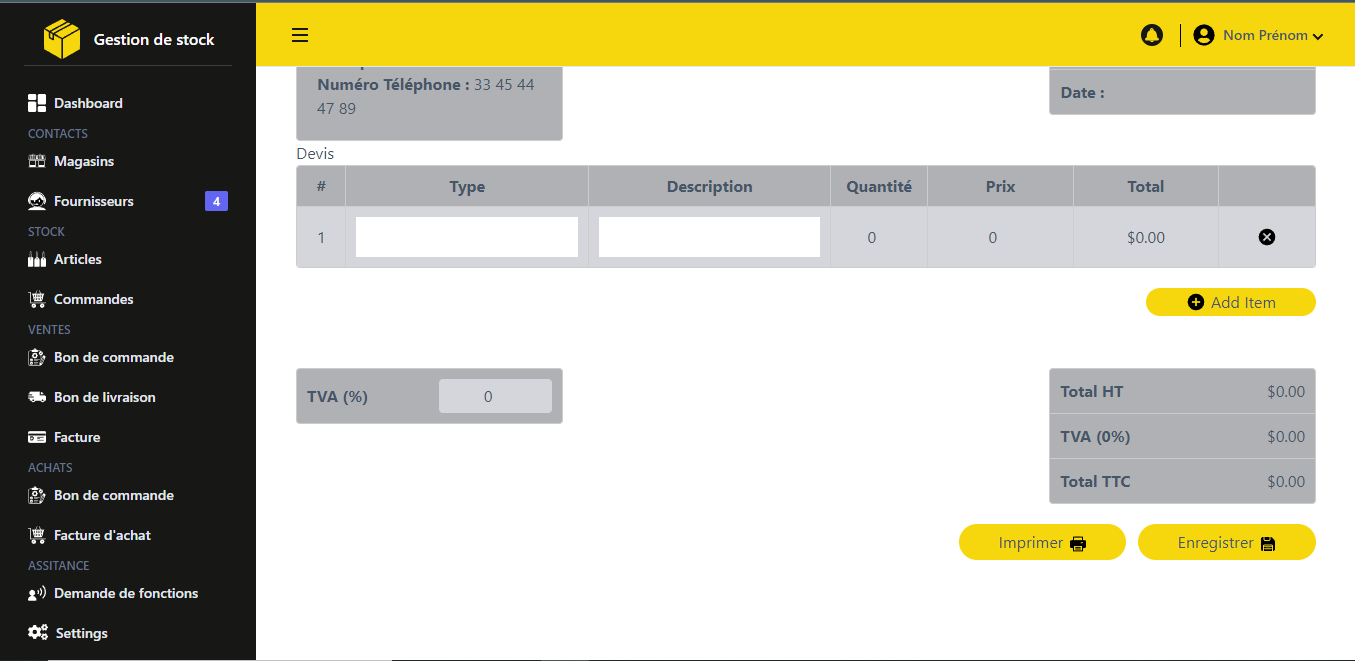 Gestion de stock
Nom Prénom
Dashboard
CONTACTS
Magasins
Fournisseurs 4
STOCK
Articles
Commandes
VENTES
Bon de commande
Bon de livraison
Facture
ACHATS
Bon de commande
Facture d'achat
ASSITANCE
Demande de fonctions
Settings
Numéro Téléphone : 33 45 44
47 89
Date :
Devis
# Type Description Quantité Prix Total
1 0 0 $0.00
Add Item
TVA (%) 0
Total HT $0.00
TVA (0%) $0.00
Total TTC $0.00
Imprimer
Enregistrer